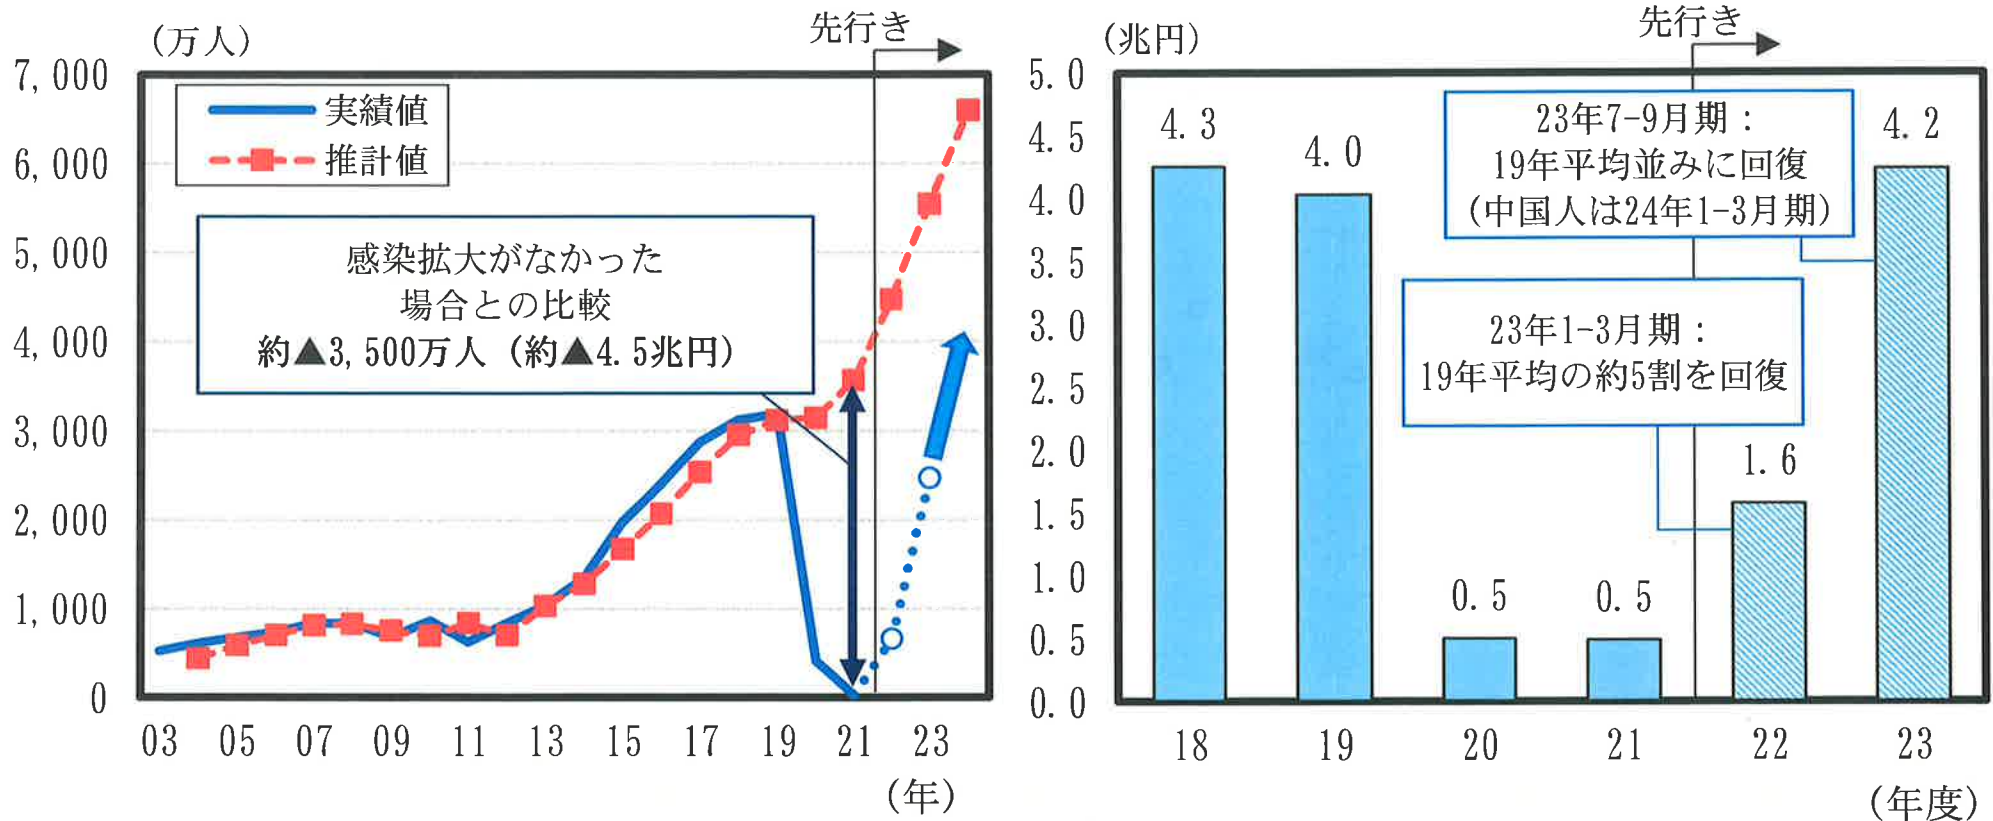 (万人)
先行き
7,000
6,000
5,000
4,000
3,000
2,000
1,000
0
実績値
推計値
感染拡大がなかった
場合との比較
約▲3,500万人（約▲4.5兆円）
03 05 07 09 11 13 15 17 19 21 23
(年)
(兆円)
先行き
5.0
4.5
4.0
3.5
3.0
2.5
2.0
1.5
1.0
0.5
0.0
4.3
4.0
0.5
0.5
1.6
4.2
23年7-9月期：
19年平均並みに回復
(中国人は24年1-3月期)
23年1-3月期：
19年平均の約5割を回復
18 19 20 21 22 23
(年度)